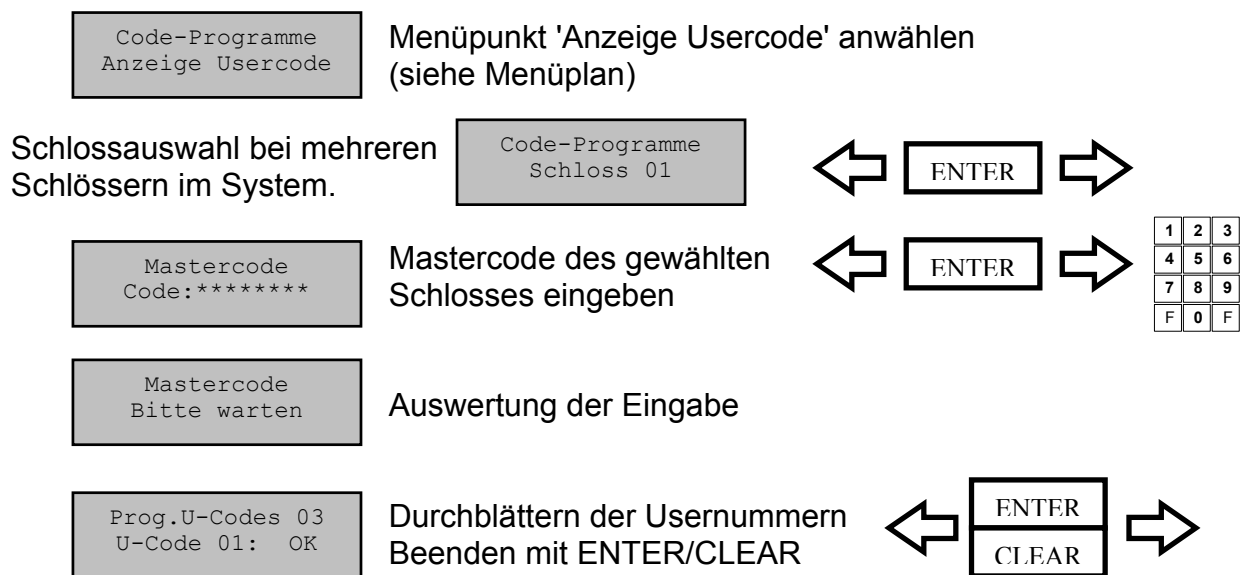 Code-Programme
Anzeige Usercode
Menüpunkt 'Anzeige Usercode' anwählen
(siehe Menüplan)
Schlossauswahl bei mehreren
Schlössern im System.
Code-Programme
Schloss 01
ENTER
Mastercode
Code:********
Mastercode des gewählten
Schlosses eingeben
ENTER
1 2 3
4 5 6
7 8 9
F 0 F
Mastercode
Bitte warten
Auswertung der Eingabe
Prog.U-Codes 03
U-Code 01: OK
Durchblättern der Usernummern
Beenden mit ENTER/CLEAR
ENTER
CLEAR